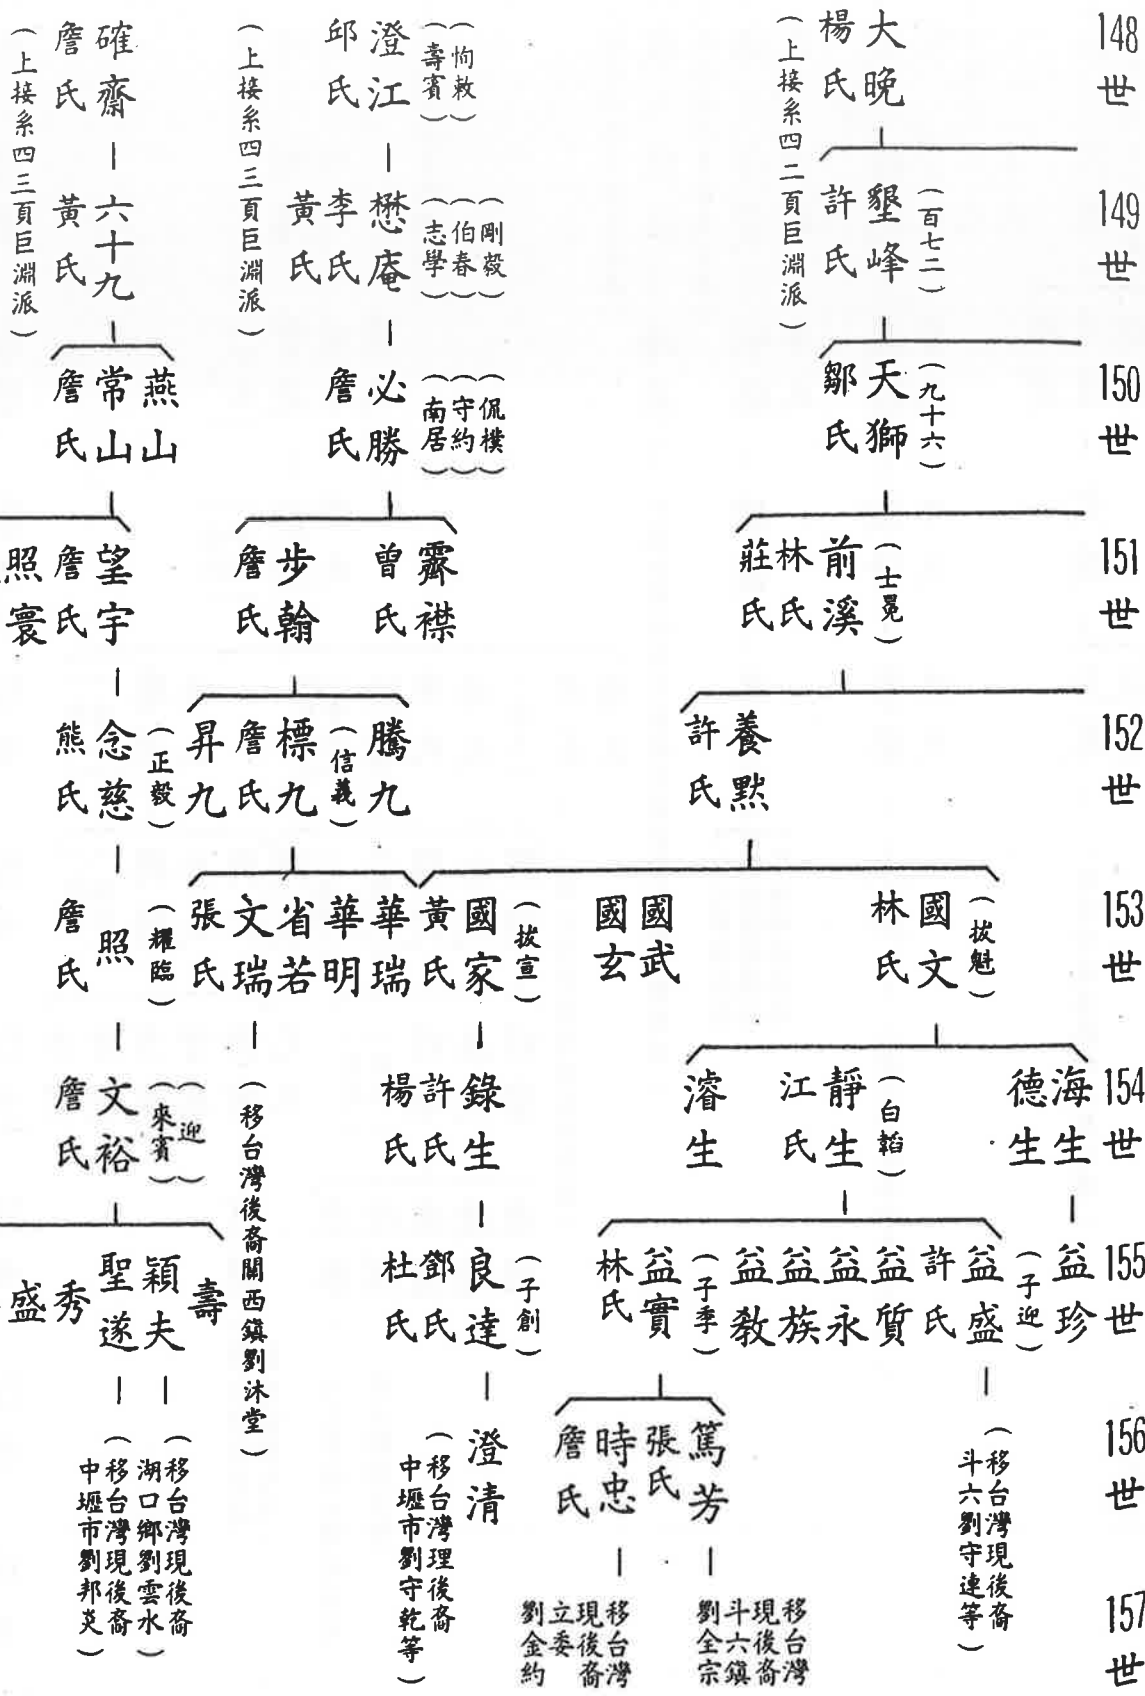 148世
大晚
楊氏
（上接系四二頁巨淵派）
（恂敕）
（壽賓）
澄江
邱氏
（上接系四三頁巨淵派）
確齋
詹氏
（上接系四三頁巨淵派）
149世
（百七二）
墾峰
許氏
（剛毅）
（伯春）
（志學）
懋庵
李氏
黃氏
六十九
黃氏
150世
（九十六）
天獅
鄒氏
（侃樸）
（守約）
（南居）
必勝
詹氏
燕山
常山
詹氏
151世
（士冕）
前溪
林氏
莊氏
霽襟
曾氏
步翰
詹氏
望宇
詹氏
照寰
152世
養默
許氏
騰九
（信義）
標九
詹氏
昇九
（正毅）
念慈
熊氏
153世
（拔魁）
國文
林氏
國武
國玄
（拔宣）
國家
黃氏
華瑞
華明
省若
文瑞
張氏
（耀臨）
照
詹氏
154世
海生
德生
（白韜）
靜生
江氏
濬生
錄生
許氏
楊氏
（移台灣後裔關西鎮劉沐堂）
（迎）
（來賓）
文裕
詹氏
155世
益珍
（子迎）
益盛
許氏
益質
益永
益族
益教
（子季）
益實
林氏
（子創）
良達
鄧氏
杜氏
壽
穎夫
聖遂
秀
盛
156世
（移台灣現後裔
斗六劉守連等）
篤芳
張氏
時忠
詹氏
澄清
（移台灣理後裔
中壢市劉守乾等）
（移台灣現後裔
湖口鄉劉雲水）
（移台灣現後裔
中壢市劉邦炎）
157世
移台灣
現後裔
斗六鎮
劉全宗
移台灣
現後裔
立委
劉金約